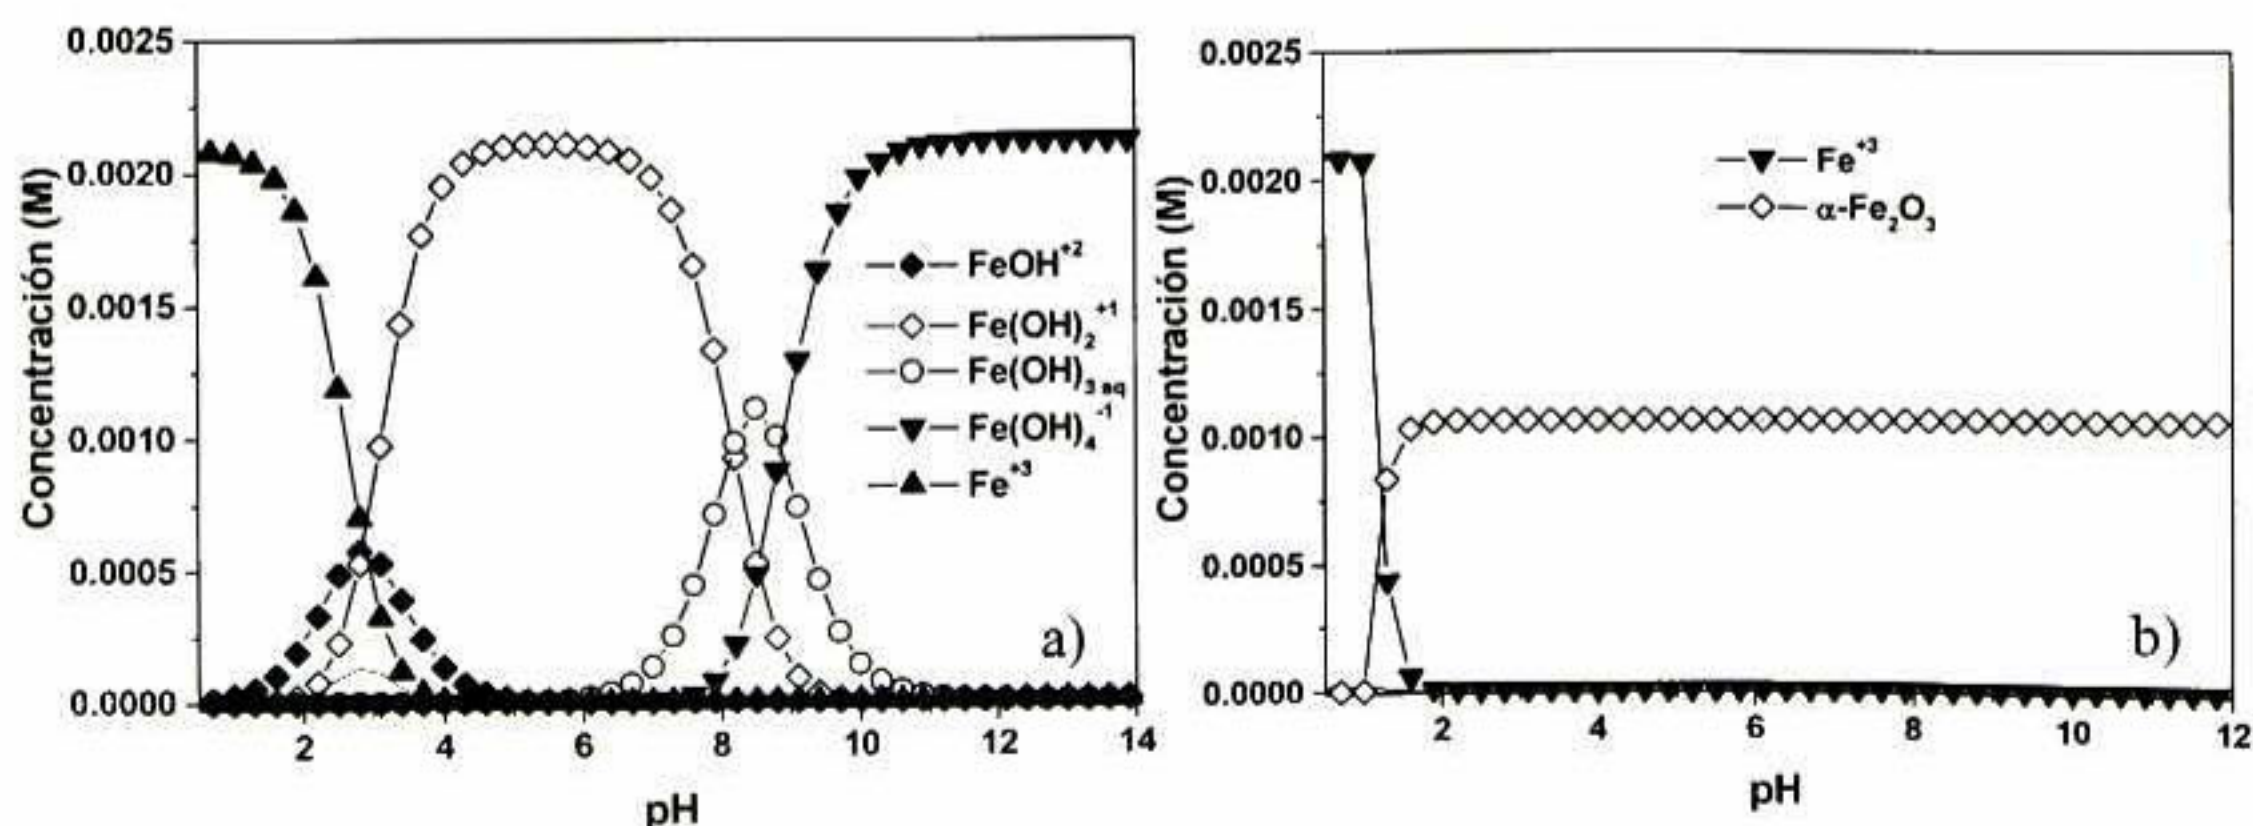 0.0025
0.0020
0.0015
0.0010
0.0005
0.0000
Concentración (M)
2 4 6 8 10 12 14
pH
FeOH⁺²
Fe(OH)₂⁺¹
Fe(OH)₃ ₐq
Fe(OH)₄⁻¹
Fe⁺³
a)
0.0025
0.0020
0.0015
0.0010
0.0005
0.0000
Concentración (M)
2 4 6 8 10 12
pH
Fe⁺³
α-Fe₂O₃
b)